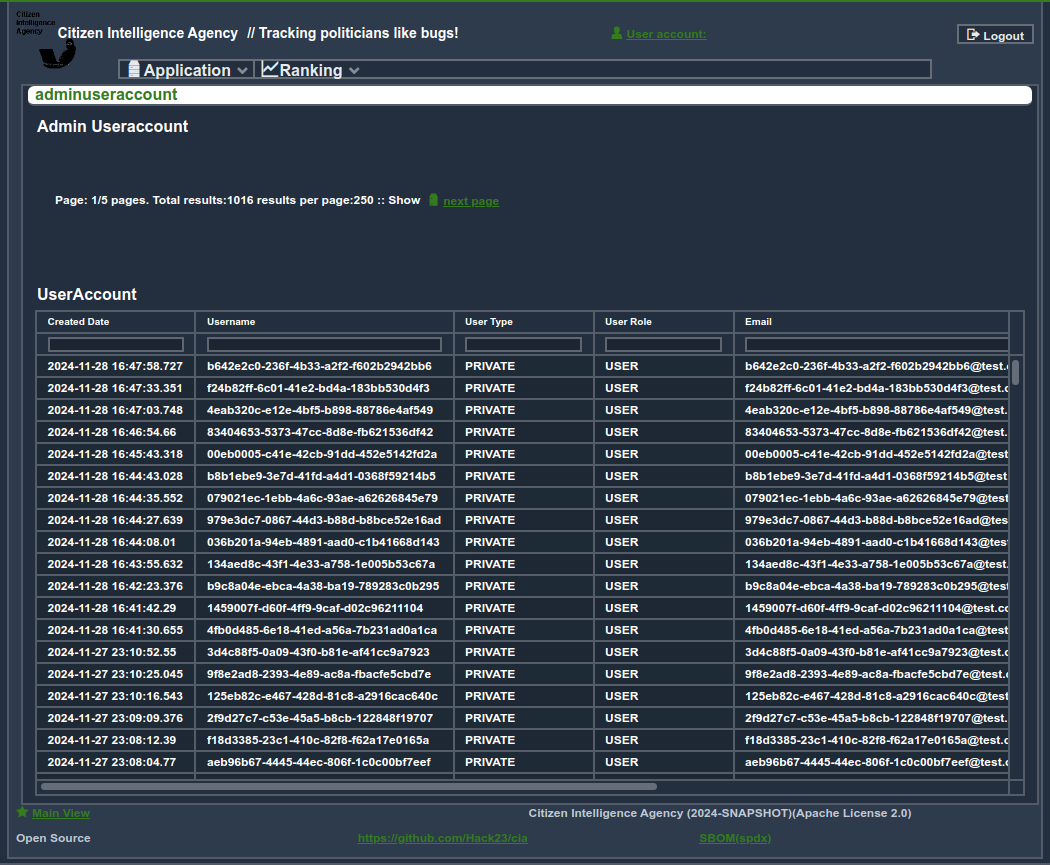 Citizen
Intelligence
Agency
Citizen Intelligence Agency // Tracking politicians like bugs!
User account:
Logout
Application
Ranking
adminuseraccount
Admin Useraccount
Page: 1/5 pages. Total results:1016 results per page:250 :: Show next page
UserAccount
Created Date Username User Type User Role Email
2024-11-28 16:47:58.727 b642e2c0-236f-4b33-a2f2-f602b2942bb6 PRIVATE USER b642e2c0-236f-4b33-a2f2-f602b2942bb6@test.
2024-11-28 16:47:33.351 f24b82ff-6c01-41e2-bd4a-183bb530d4f3 PRIVATE USER f24b82ff-6c01-41e2-bd4a-183bb530d4f3@test.c
2024-11-28 16:47:03.748 4eab320c-e12e-4bf5-b898-88786e4af549 PRIVATE USER 4eab320c-e12e-4bf5-b898-88786e4af549@test.
2024-11-28 16:46:54.66 83404653-5373-47cc-8d8e-fb621536df42 PRIVATE USER 83404653-5373-47cc-8d8e-fb621536df42@test.
2024-11-28 16:45:43.318 00eb0005-c41e-42cb-91dd-452e5142fd2a PRIVATE USER 00eb0005-c41e-42cb-91dd-452e5142fd2a@test
2024-11-28 16:44:43.028 b8b1ebe9-3e7d-41fd-a4d1-0368f59214b5 PRIVATE USER b8b1ebe9-3e7d-41fd-a4d1-0368f59214b5@test
2024-11-28 16:44:35.552 079021ec-1ebb-4a6c-93ae-a62626845e79 PRIVATE USER 079021ec-1ebb-4a6c-93ae-a62626845e79@test
2024-11-28 16:44:27.639 979e3dc7-0867-44d3-b88d-b8bce52e16ad PRIVATE USER 979e3dc7-0867-44d3-b88d-b8bce52e16ad@tes
2024-11-28 16:44:08.01 036b201a-94eb-4891-aad0-c1b41668d143 PRIVATE USER 036b201a-94eb-4891-aad0-c1b41668d143@tes
2024-11-28 16:43:55.632 134aed8c-43f1-4e33-a758-1e005b53c67a PRIVATE USER 134aed8c-43f1-4e33-a758-1e005b53c67a@test.
2024-11-28 16:42:23.376 b9c8a04e-ebca-4a38-ba19-789283c0b295 PRIVATE USER b9c8a04e-ebca-4a38-ba19-789283c0b295@test
2024-11-28 16:41:42.29 1459007f-d60f-4ff9-9caf-d02c96211104 PRIVATE USER 1459007f-d60f-4ff9-9caf-d02c96211104@test.cc
2024-11-28 16:41:30.655 4fb0d485-6e18-41ed-a56a-7b231ad0a1ca PRIVATE USER 4fb0d485-6e18-41ed-a56a-7b231ad0a1ca@test
2024-11-27 23:10:52.55 3d4c88f5-0a09-43f0-b81e-af41cc9a7923 PRIVATE USER 3d4c88f5-0a09-43f0-b81e-af41cc9a7923@test.c
2024-11-27 23:10:25.045 9f8e2ad8-2393-4e89-ac8a-fbacfe5cbd7e PRIVATE USER 9f8e2ad8-2393-4e89-ac8a-fbacfe5cbd7e@test.c
2024-11-27 23:10:16.543 125eb82c-e467-428d-81c8-a2916cac640c PRIVATE USER 125eb82c-e467-428d-81c8-a2916cac640c@test
2024-11-27 23:09:09.376 2f9d27c7-c53e-45a5-b8cb-122848f19707 PRIVATE USER 2f9d27c7-c53e-45a5-b8cb-122848f19707@test.
2024-11-27 23:08:12.39 f18d3385-23c1-410c-82f8-f62a17e0165a PRIVATE USER f18d3385-23c1-410c-82f8-f62a17e0165a@test.c
2024-11-27 23:08:04.77 aeb96b67-4445-44ec-806f-1c0c00bf7eef PRIVATE USER aeb96b67-4445-44ec-806f-1c0c00bf7eef@test.c
Main View
Citizen Intelligence Agency (2024-SNAPSHOT)(Apache License 2.0)
Open Source
https://github.com/Hack23/cia
SBOM(spdx)